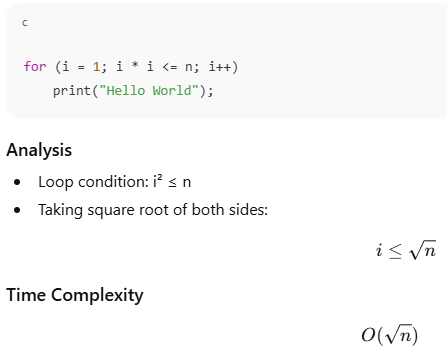 c
for (i = 1; i * i <= n; i++)
    print("Hello World");
Analysis
• Loop condition: i² ≤ n
• Taking square root of both sides:
i ≤ √n
Time Complexity
O(√n)